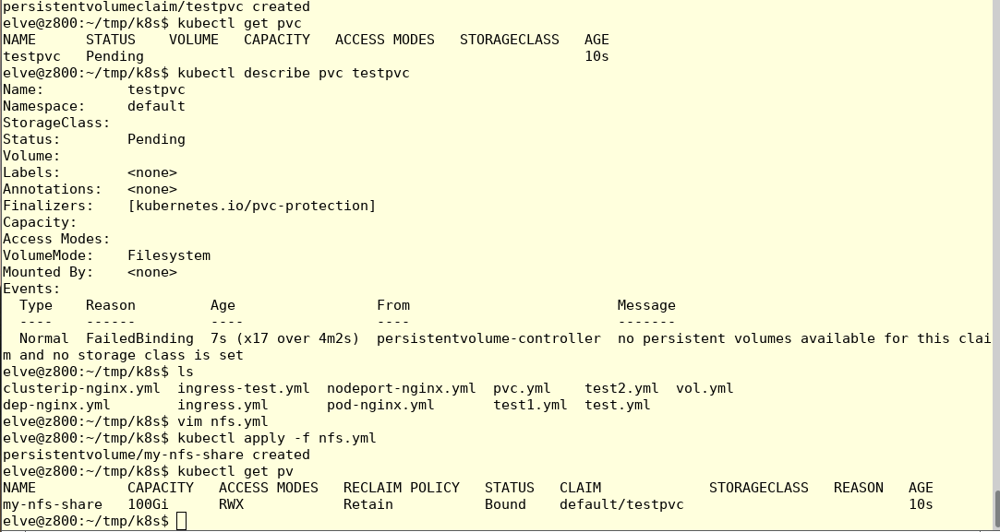 persistentvolumeclaim/testpvc created
elve@z800:~/tmp/k8s$ kubectl get pvc
NAME      STATUS    VOLUME   CAPACITY   ACCESS MODES   STORAGECLASS   AGE
testpvc   Pending                                                     10s
elve@z800:~/tmp/k8s$ kubectl describe pvc testpvc
Name:          testpvc
Namespace:     default
StorageClass:
Status:        Pending
Volume:
Labels:        <none>
Annotations:   <none>
Finalizers:    [kubernetes.io/pvc-protection]
Capacity:
Access Modes:
VolumeMode:    Filesystem
Mounted By:    <none>
Events:
  Type    Reason         Age                 From                         Message
  ----    ------         ----                ----                         -------
  Normal  FailedBinding  7s (x17 over 4m2s)  persistentvolume-controller  no persistent volumes available for this clai
m and no storage class is set
elve@z800:~/tmp/k8s$ ls
clusterip-nginx.yml  ingress-test.yml  nodeport-nginx.yml  pvc.yml    test2.yml  vol.yml
dep-nginx.yml        ingress.yml       pod-nginx.yml       test1.yml  test.yml
elve@z800:~/tmp/k8s$ vim nfs.yml
elve@z800:~/tmp/k8s$ kubectl apply -f nfs.yml
persistentvolume/my-nfs-share created
elve@z800:~/tmp/k8s$ kubectl get pv
NAME           CAPACITY   ACCESS MODES   RECLAIM POLICY   STATUS   CLAIM             STORAGECLASS   REASON   AGE
my-nfs-share   100Gi      RWX            Retain           Bound    default/testpvc                           10s
elve@z800:~/tmp/k8s$